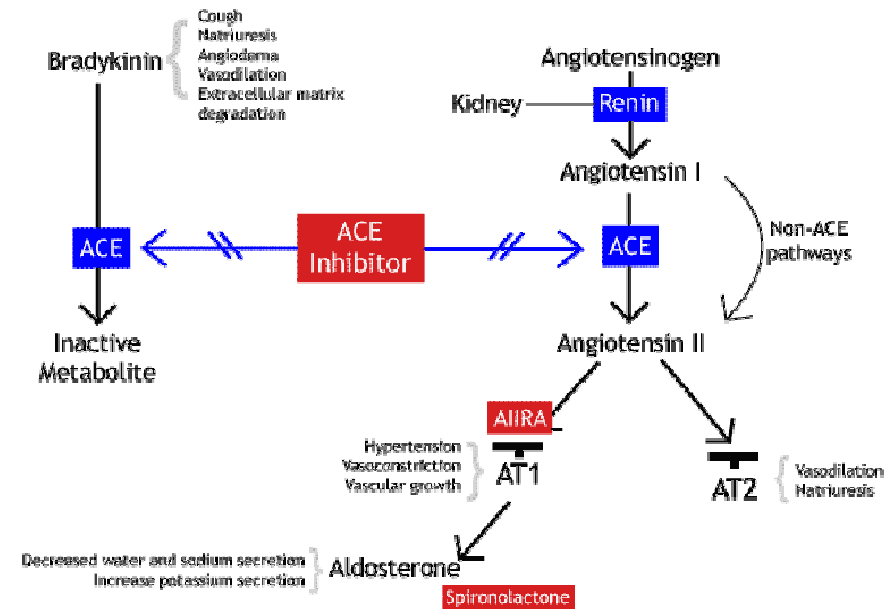 Cough
Natriuresis
Angiodema
Vasodilation
Extracellular matrix
degradation
Bradykinin
Angiotensinogen
Kidney
Renin
Angiotensin I
ACE
ACE
Inhibitor
ACE
Non-ACE
pathways
Inactive
Metabolite
Angiotensin II
AIIRA
Hypertension
Vasoconstriction
Vascular growth
AT1
AT2
Vasodilation
Natriuresis
Decreased water and sodium secretion
Increase potassium secretion
Aldosterone
Spironolactone